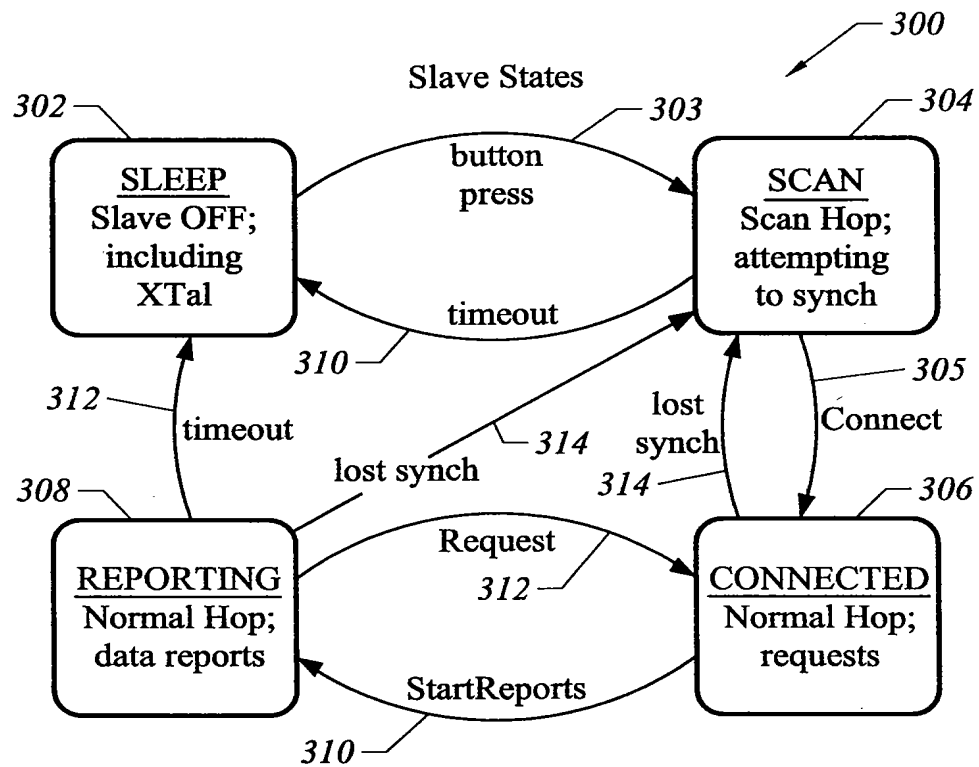 300
Slave States
302
303
304
SLEEP
Slave OFF;
including
XTal
button
press
SCAN
Scan Hop;
attempting
to synch
timeout
310
312
timeout
lost synch
314
lost
synch
314
305
Connect
308
306
REPORTING
Normal Hop;
data reports
Request
312
CONNECTED
Normal Hop;
requests
StartReports
310